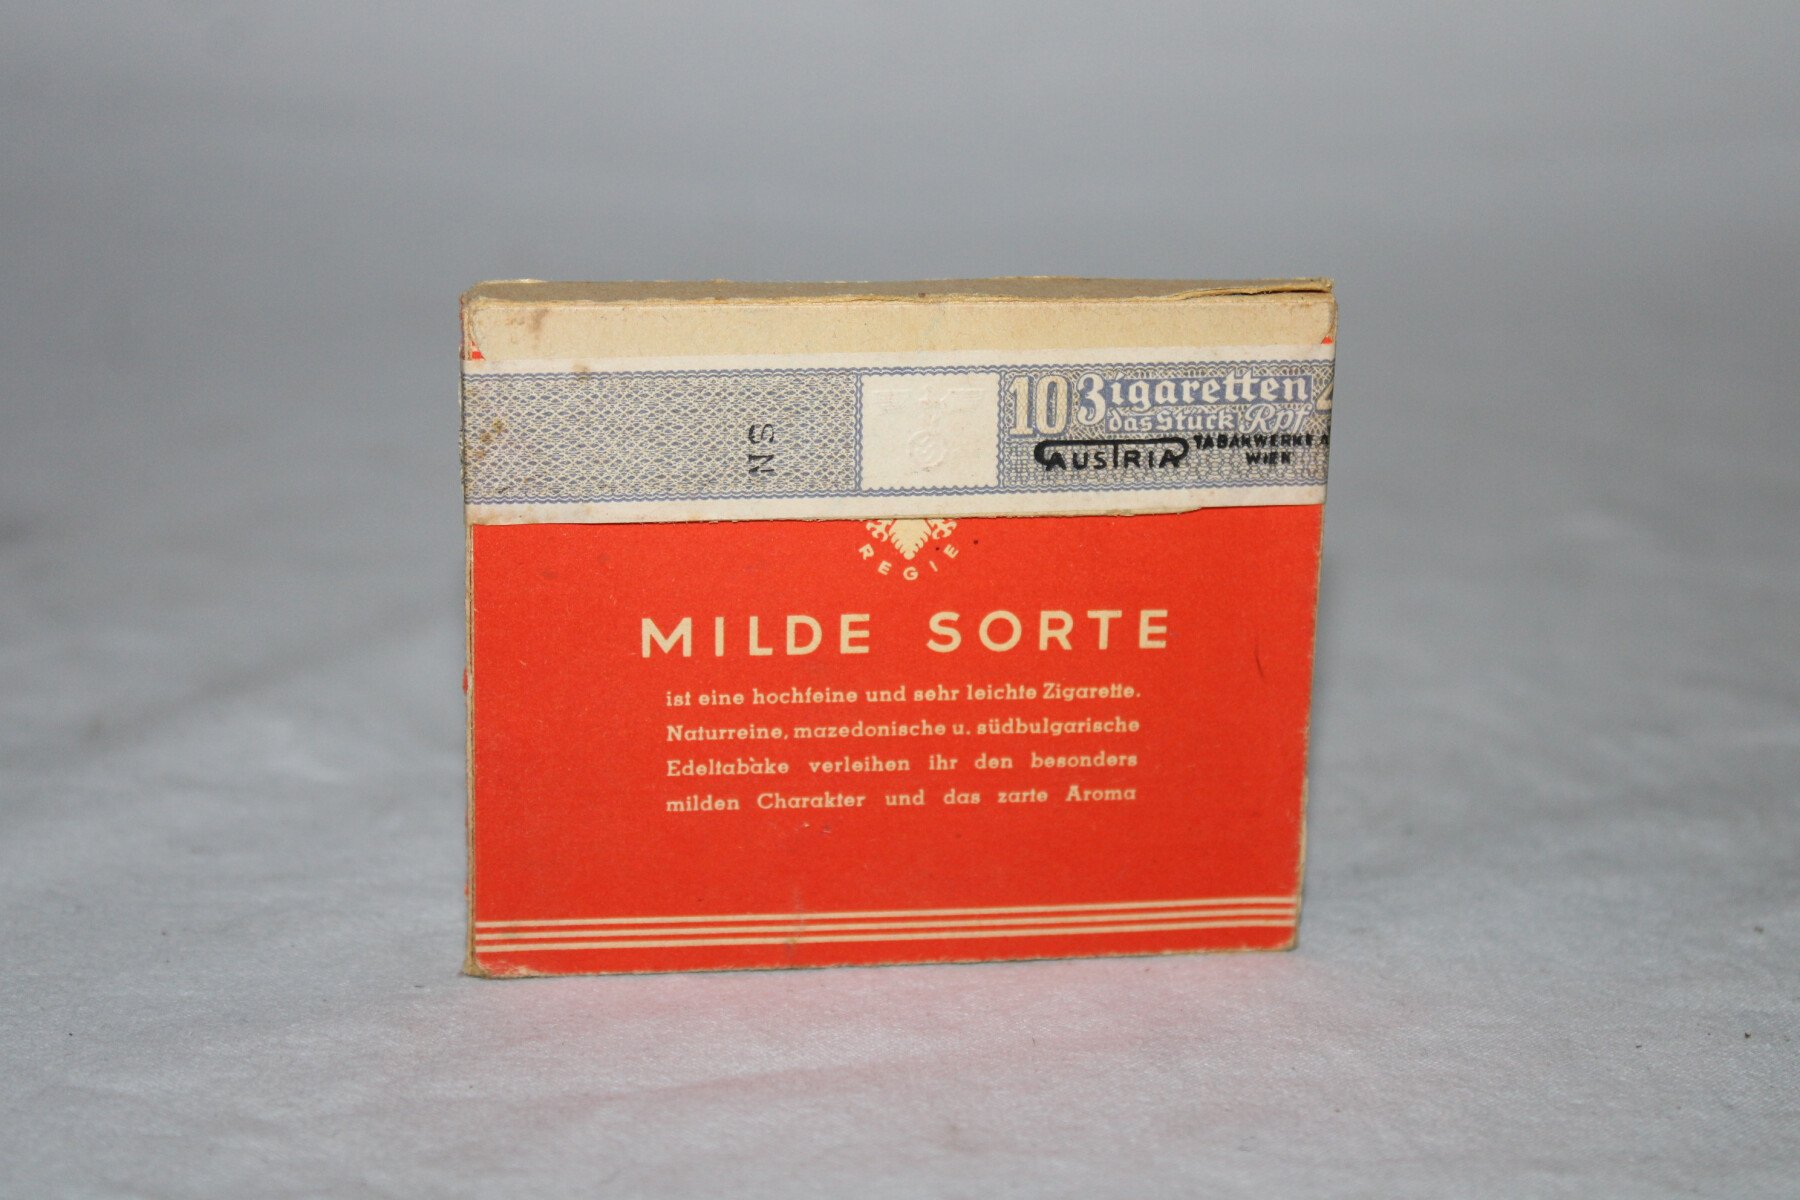 10 Zigaretten
das Stück Rpf
NS
AUSTRIA
TABAKWERKE A
WIEN
REGIE
MILDE SORTE
ist eine hochfeine und sehr leichte Zigarette.
Naturreine, mazedonische u. südbulgarische
Edeltabake verleihen ihr den besonders
milden Charakter und das zarte Aroma